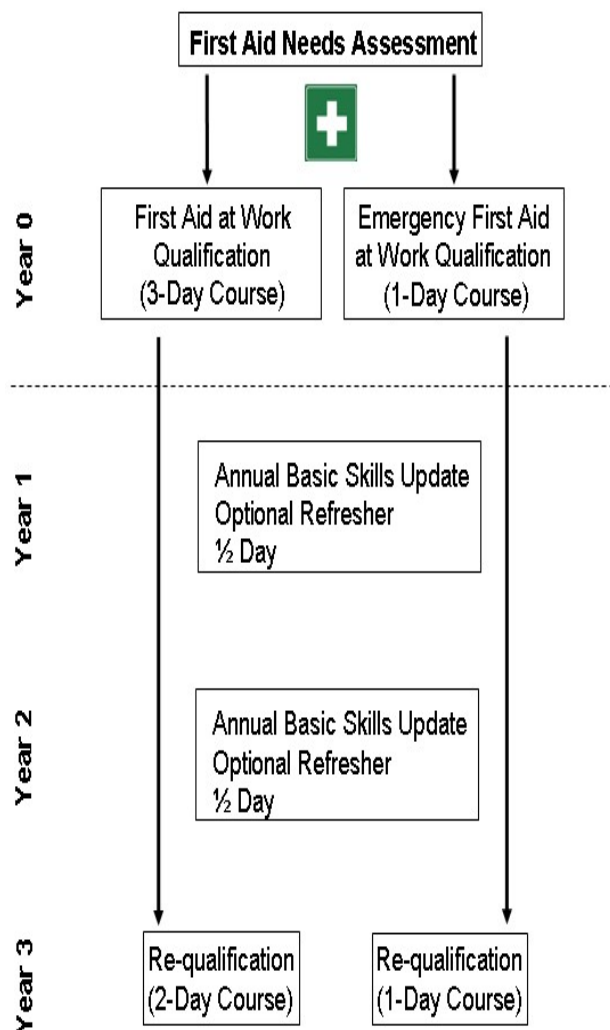 First Aid Needs Assessment
Year 0
First Aid at Work
Qualification
(3-Day Course)
Emergency First Aid
at Work Qualification
(1-Day Course)
Year 1
Annual Basic Skills Update
Optional Refresher
½ Day
Year 2
Annual Basic Skills Update
Optional Refresher
½ Day
Year 3
Re-qualification
(2-Day Course)
Re-qualification
(1-Day Course)